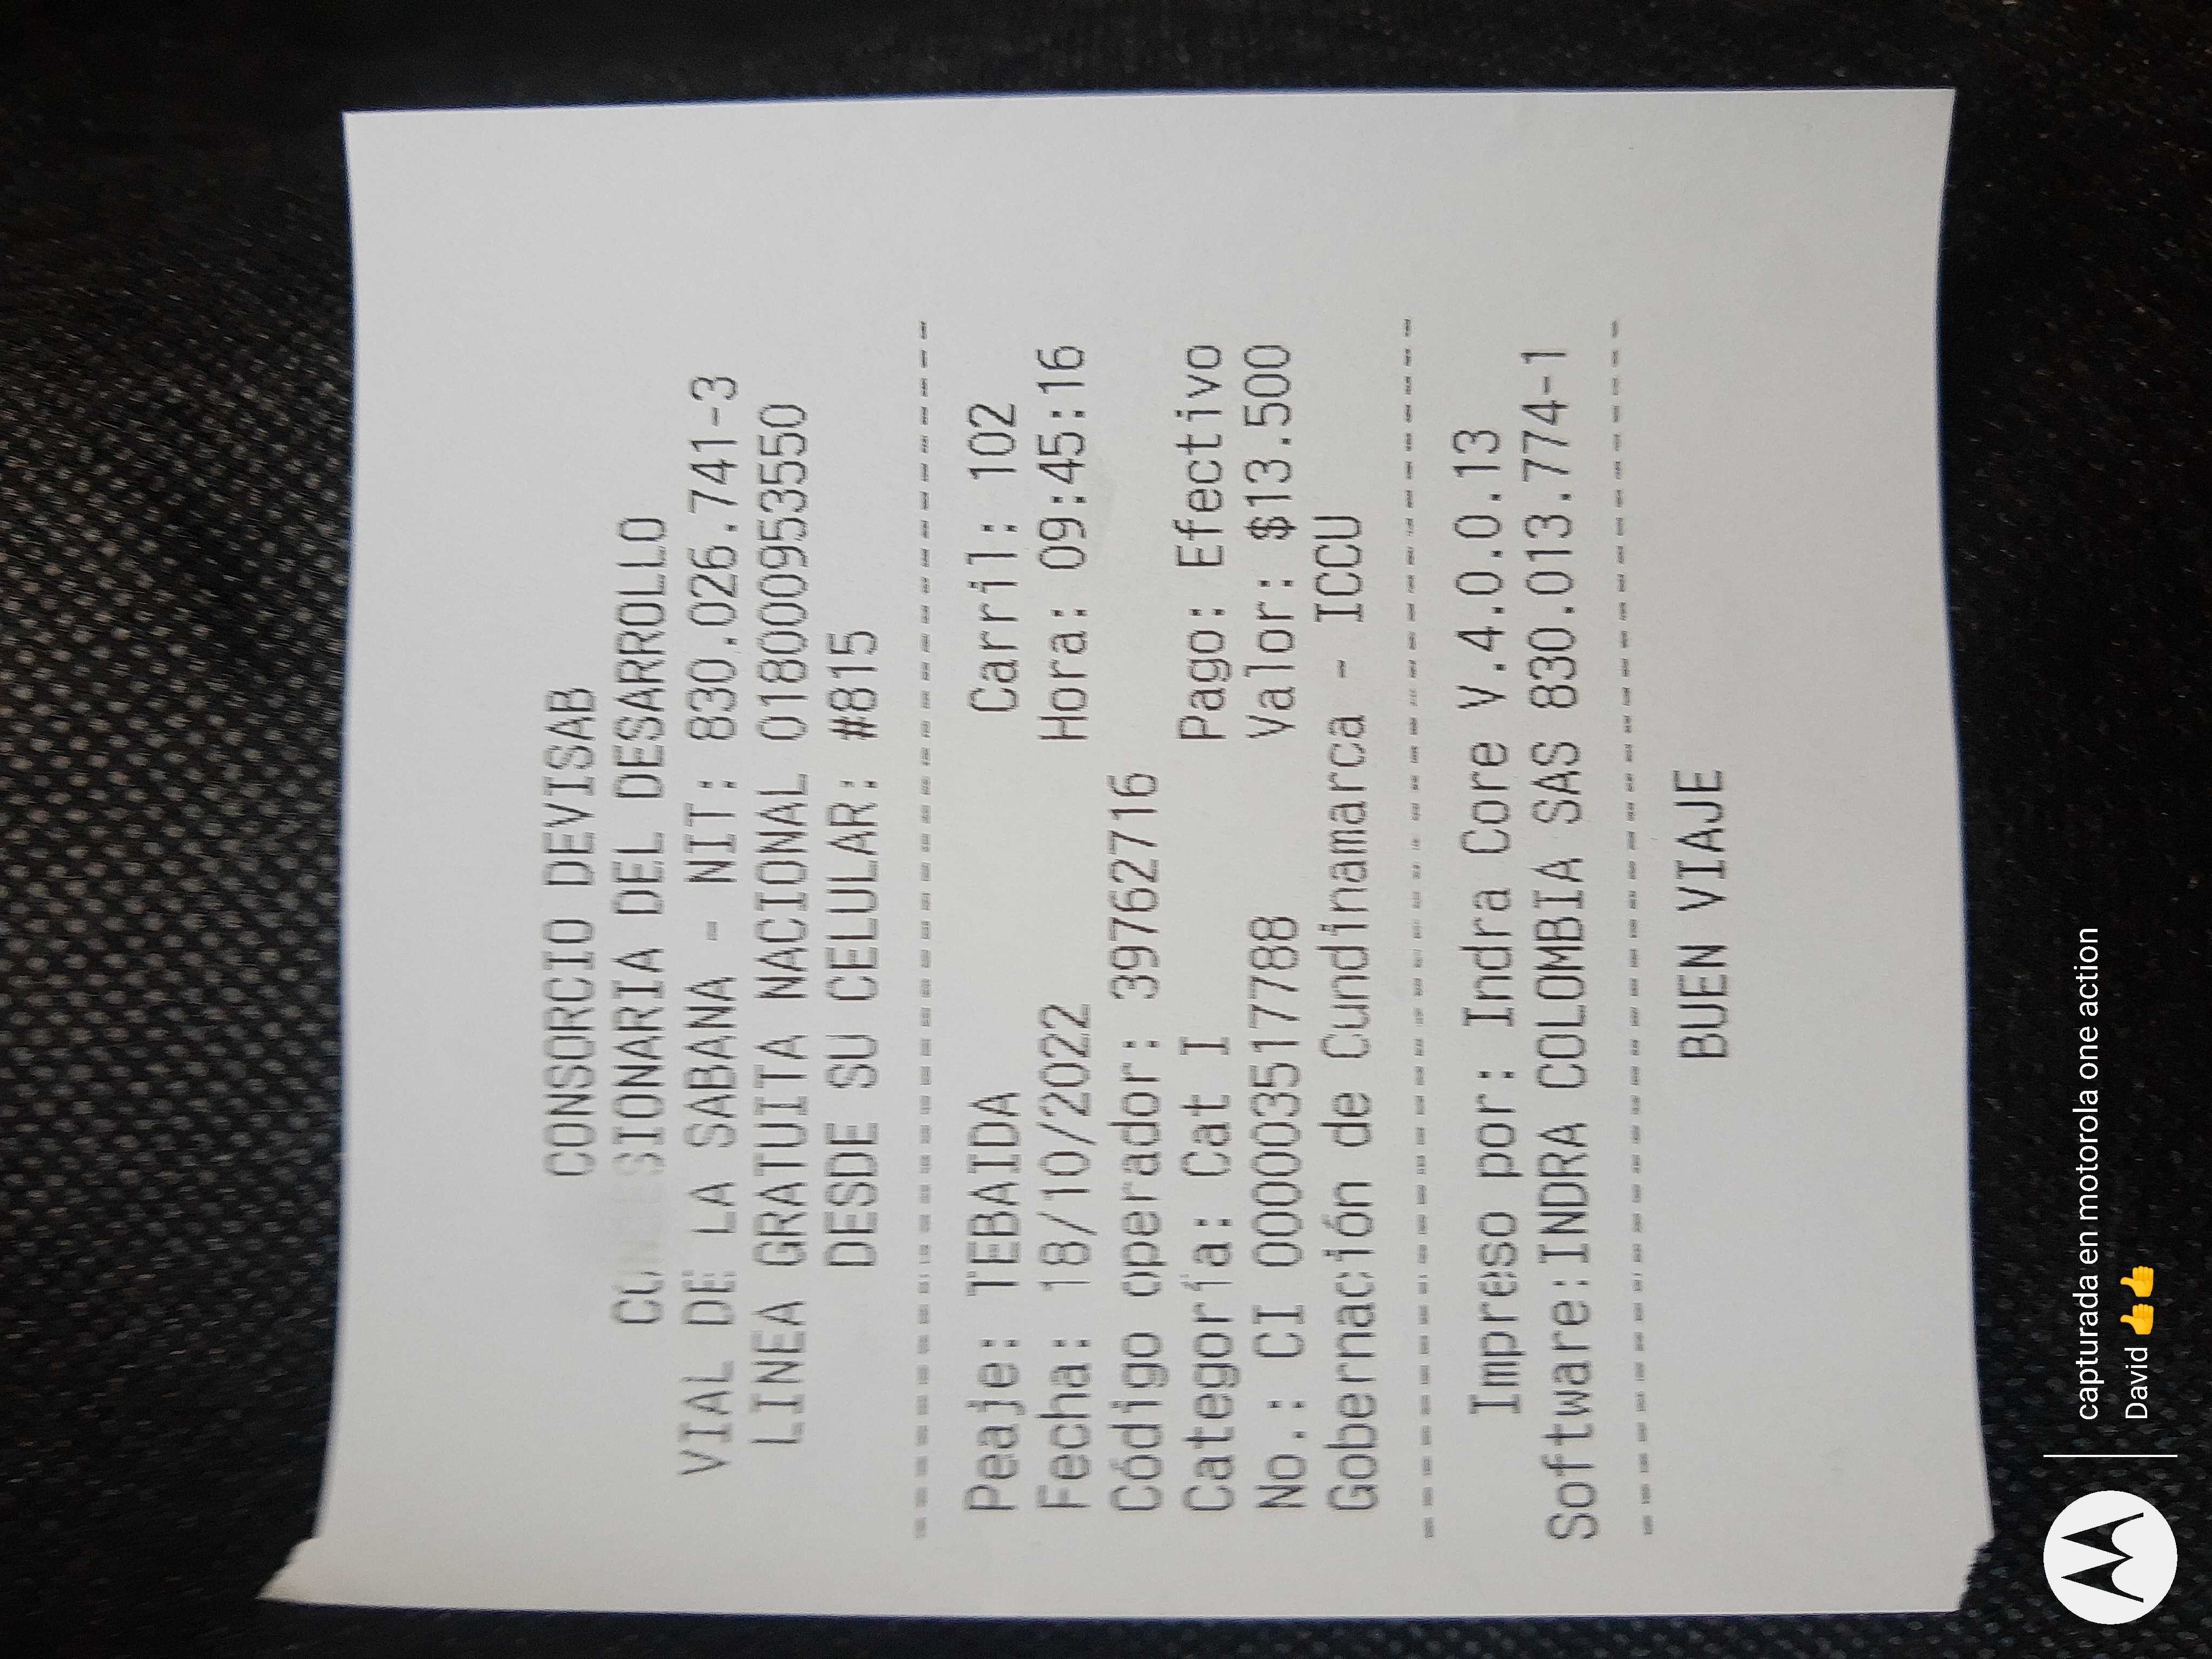 CONSORCIO DEVISAB
CONCESIONARIA DEL DESARROLLO
VIAL DE LA SABANA - NIT: 830.026.741-3
LINEA GRATUITA NACIONAL 018000953550
DESDE SU CELULAR: #815
--------------------------------------------
Peaje: TEBAIDA Carril: 102
Fecha: 18/10/2022 Hora: 09:45:16
Código operador: 39762716
Categoría: Cat I Pago: Efectivo
No.: CI 000003517788 Valor: $13.500
Gobernación de Cundinamarca - ICCU
--------------------------------------------
Impreso por: Indra Core V.4.0.0.13
Software:INDRA COLOMBIA SAS 830.013.774-1
--------------------------------------------
BUEN VIAJE
capturada en motorola one action
David 👍👍